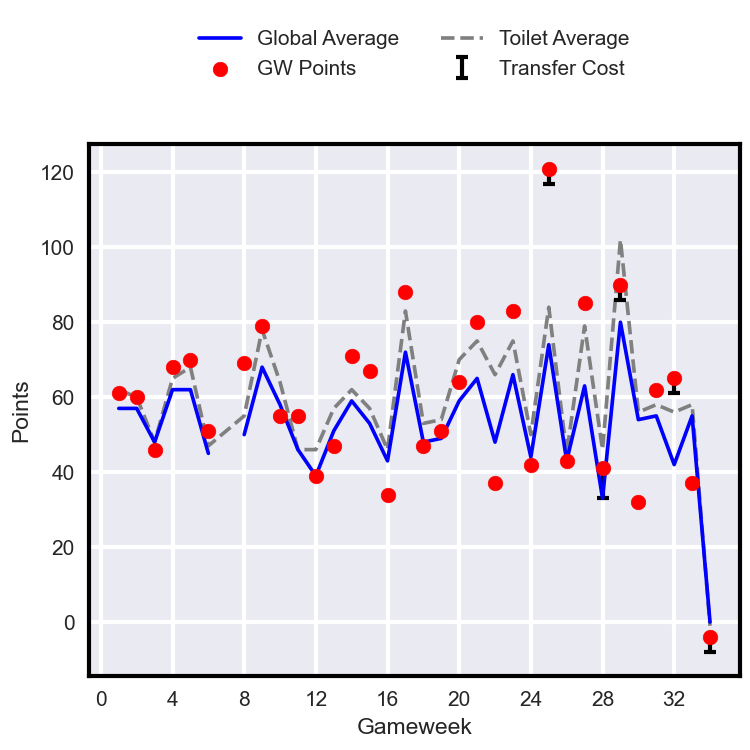 Global Average
Toilet Average
GW Points
Transfer Cost
120
100
80
60
40
20
0
Points
0 4 8 12 16 20 24 28 32
Gameweek